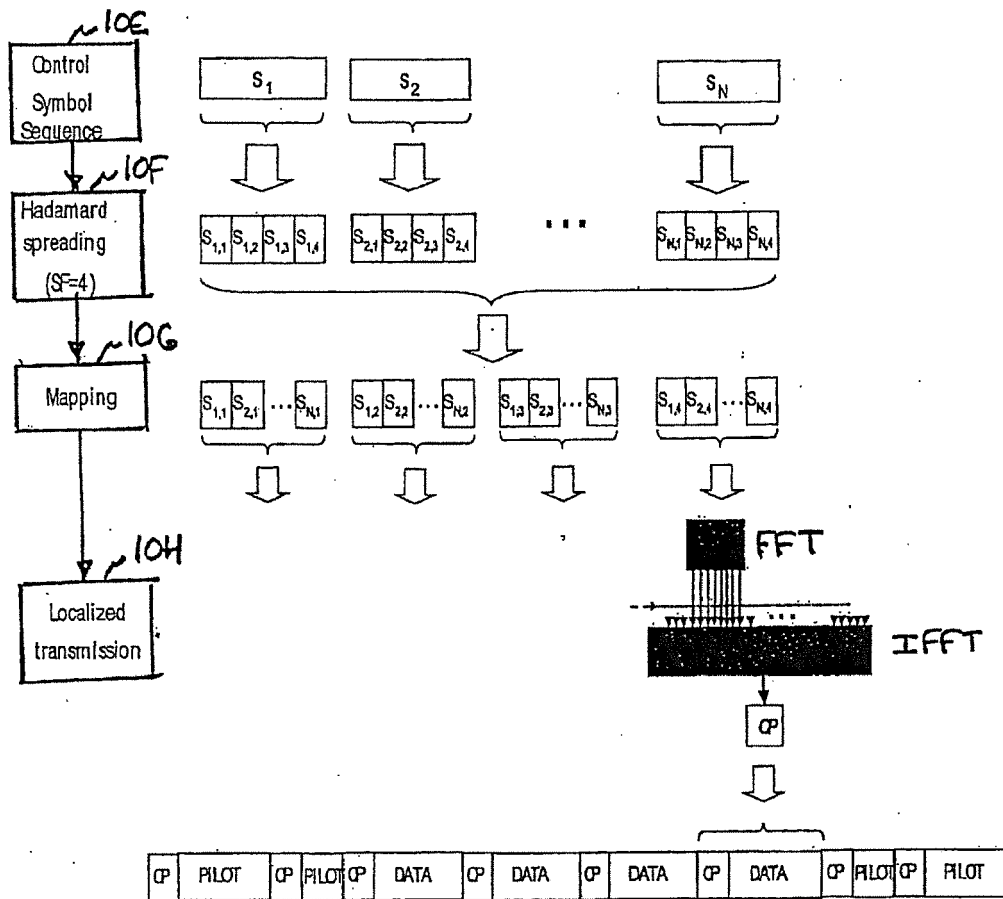 10E
Control
Symbol
Sequence
S1 S2 SN
10F
Hadamard
spreading
(SF=4)
S1,1 S1,2 S1,3 S1,4 S2,1 S2,2 S2,3 S2,4 ... SN,1 SN,2 SN,3 SN,4
10G
Mapping
S1,1 S2,1 ... SN,1 S1,2 S2,2 ... SN,2 S1,3 S2,3 ... SN,3 S1,4 S2,4 ... SN,4
10H
Localized
transmission
FFT
...
IFFT
CP
CP PILOT CP PILOT CP DATA CP DATA CP DATA CP DATA CP PILOT CP PILOT